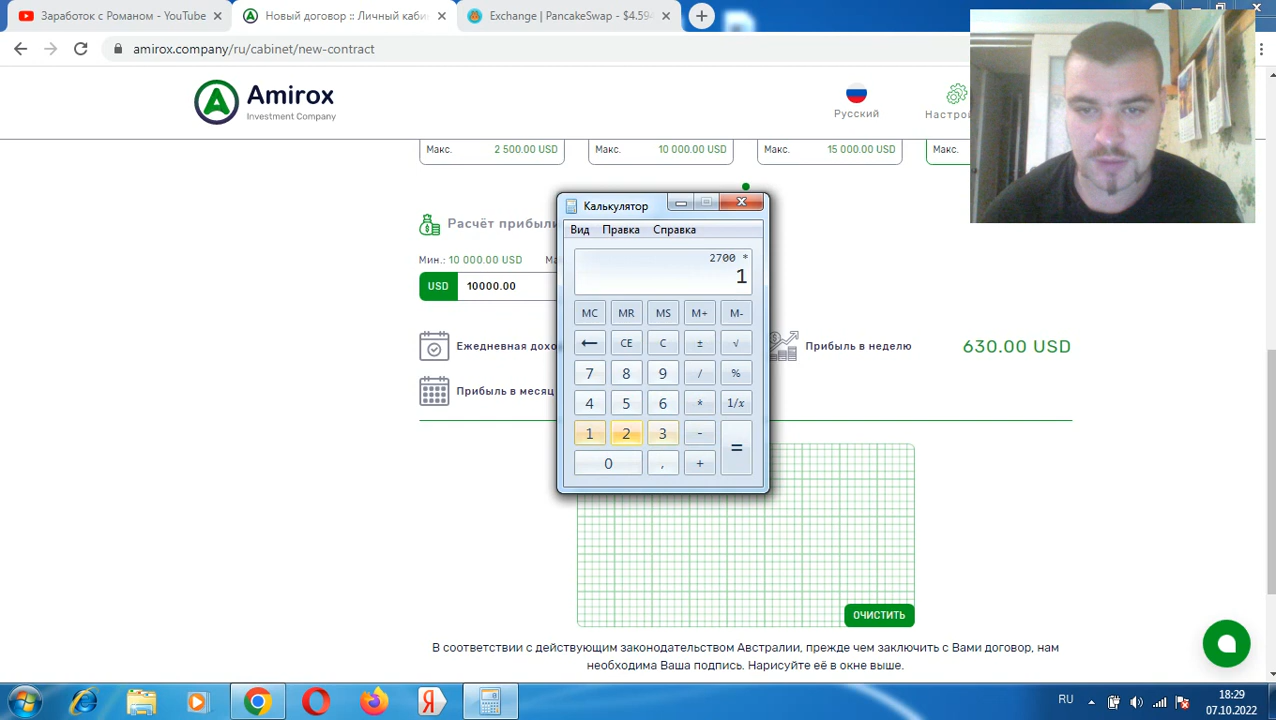 Заработок с Романом - YouTube
Новый договор :: Личный каби
Exchange | PancakeSwap - $4.594
amirox.company/ru/cabinet/new-contract
Amirox
Investment Company
Русский
Настрой
Макс. 2 500.00 USD
Макс. 10 000.00 USD
Макс. 15 000.00 USD
Макс.
Расчёт прибыли
Мин.: 10 000.00 USD
USD 10000.00
Ежедневная дохо
Прибыль в неделю
630.00 USD
Прибыль в месяц
Калькулятор
Вид Правка Справка
2700 *
1
MC MR MS M+ M-
← CE C ± √
7 8 9 / %
4 5 6 * 1/x
1 2 3 - =
0 , +
ОЧИСТИТЬ
В соответствии с действующим законодательством Австралии, прежде чем заключить с Вами договор, нам
необходима Ваша подпись. Нарисуйте её в окне выше.
RU
18:29
07.10.2022